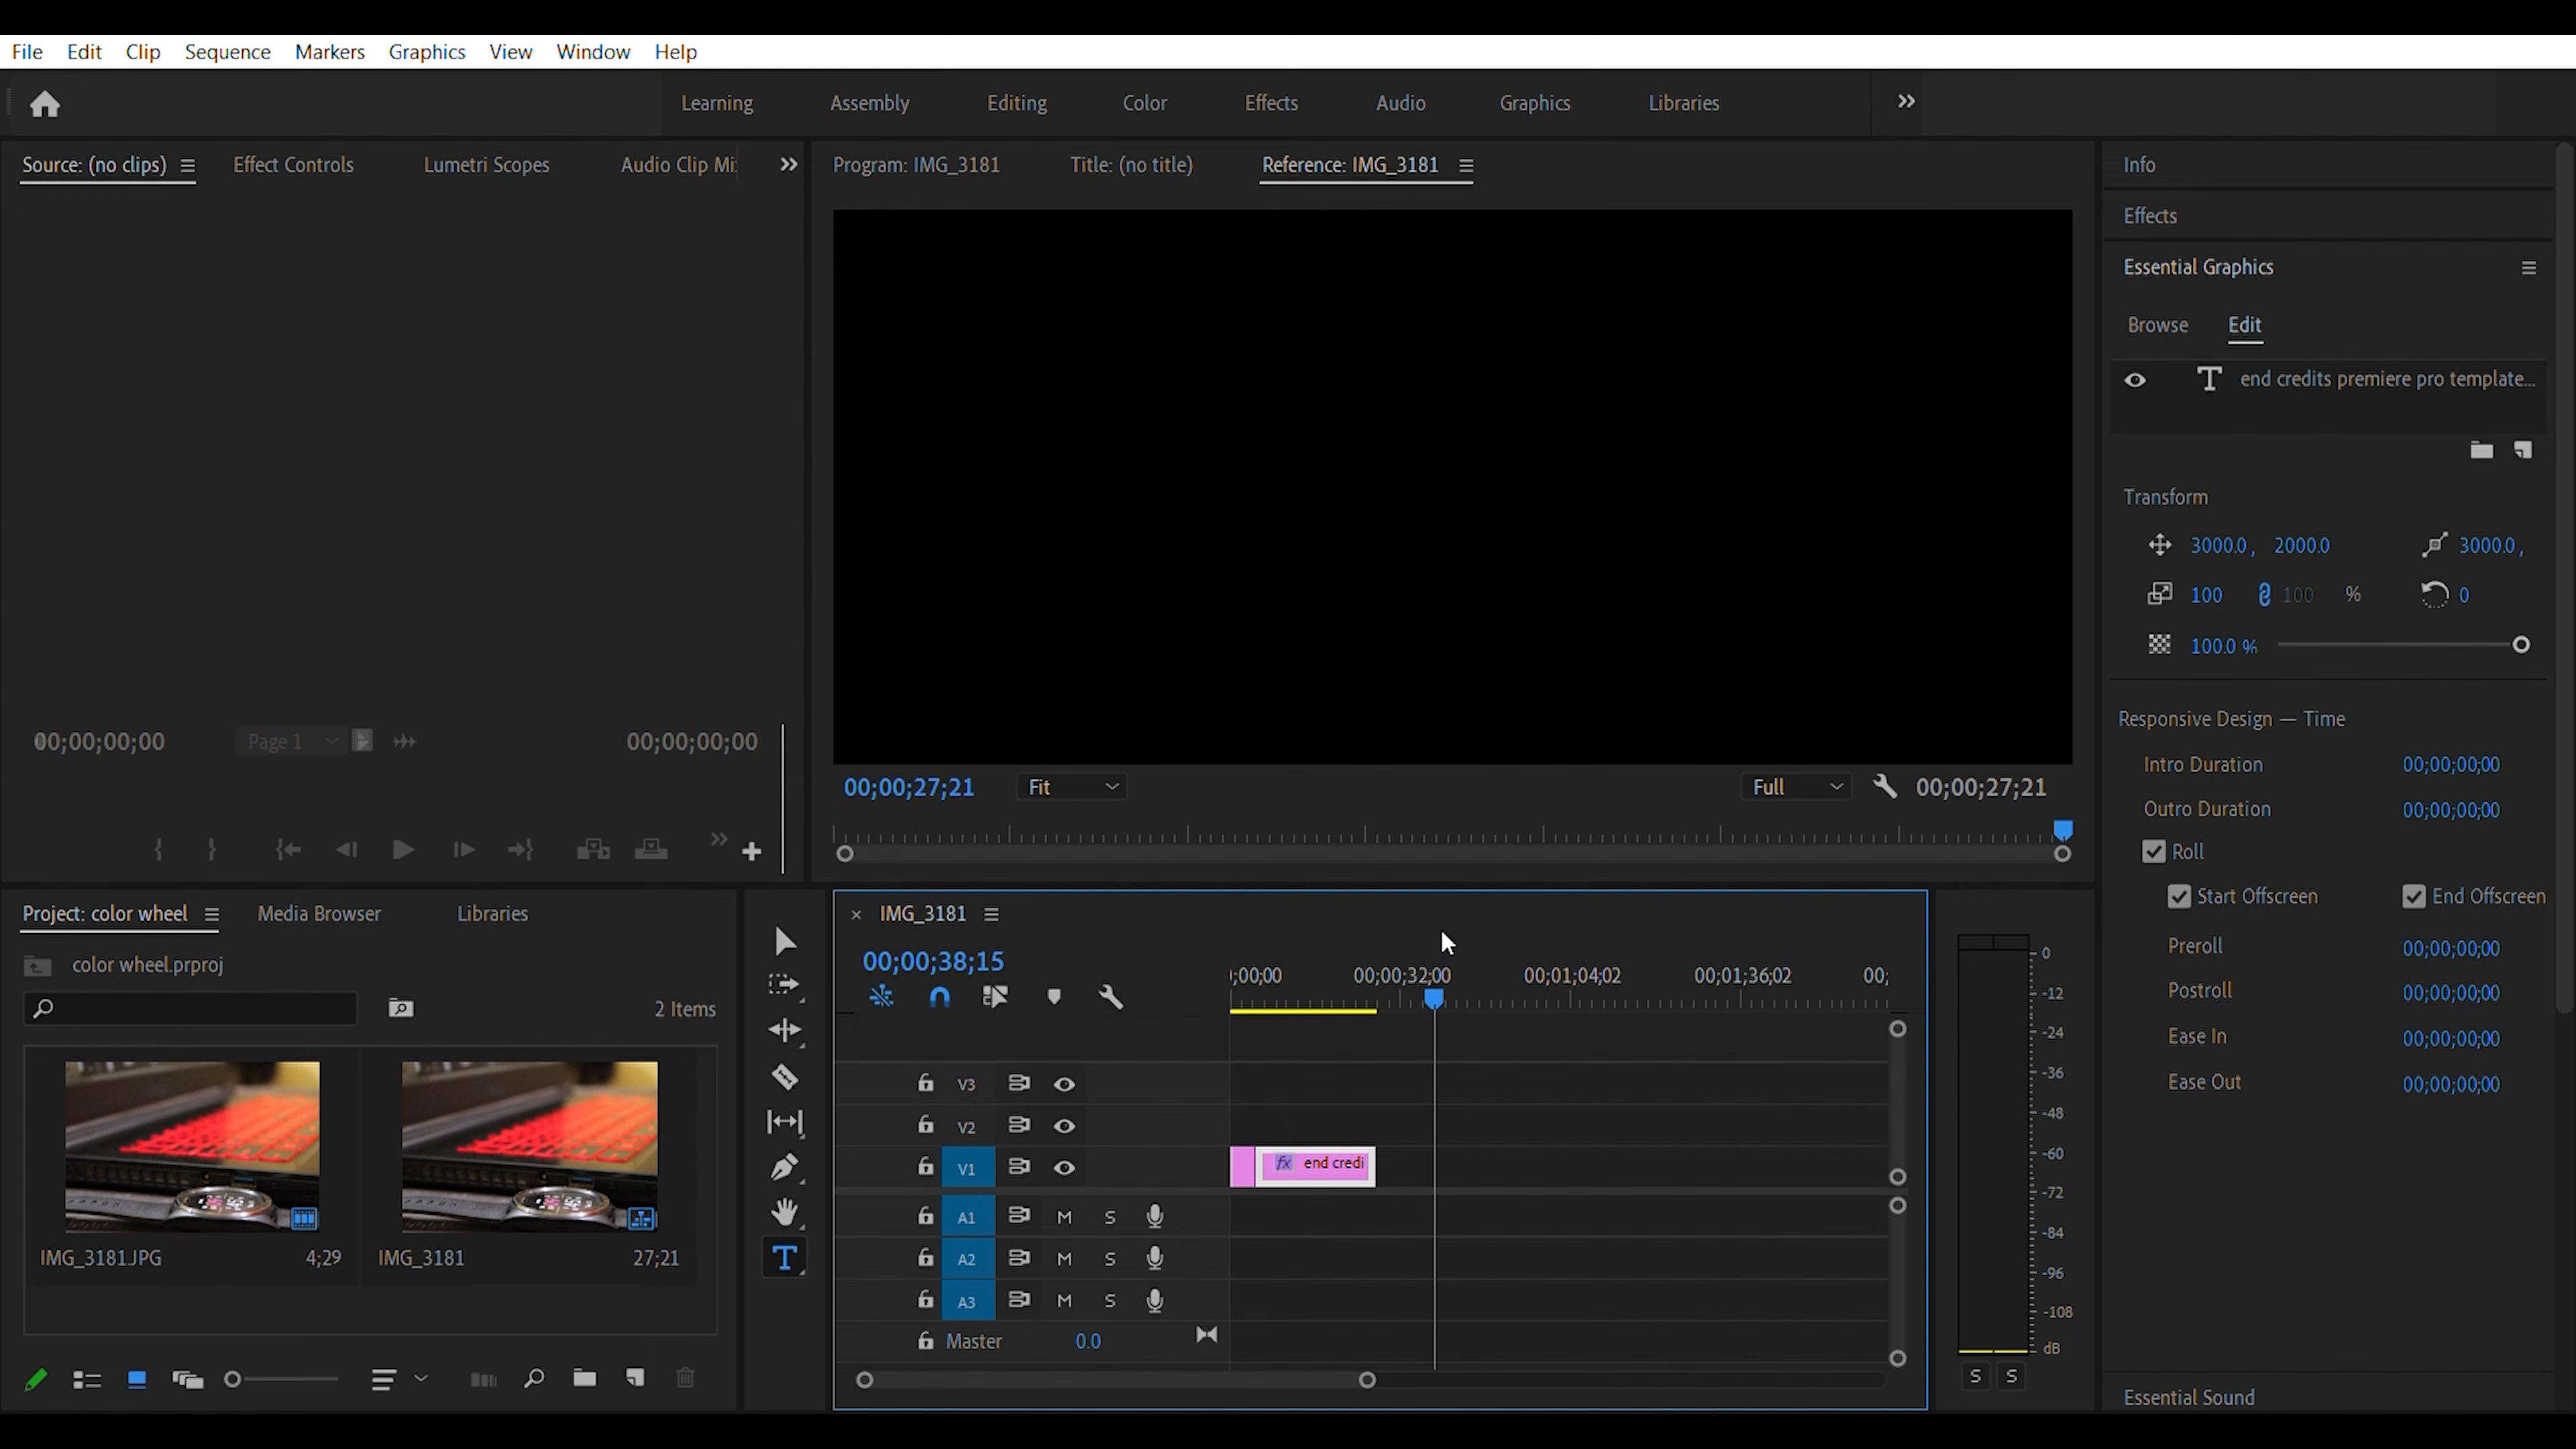 File Edit Clip Sequence Markers Graphics View Window Help
Learning Assembly Editing Color Effects Audio Graphics Libraries
Source: (no clips) Effect Controls Lumetri Scopes Audio Clip Mi:
00;00;00;00 Page 1 00;00;00;00
Program: IMG_3181 Title: (no title) Reference: IMG_3181
00;00;27;21 Fit Full 00;00;27;21
Info
Effects
Essential Graphics
Browse Edit
T end credits premiere pro template...
Transform
3000.0 , 2000.0 3000.0 ,
100 100 % 0
100.0 %
Responsive Design — Time
Intro Duration 00;00;00;00
Outro Duration 00;00;00;00
Roll
Start Offscreen End Offscreen
Preroll 00;00;00;00
Postroll 00;00;00;00
Ease In 00;00;00;00
Ease Out 00;00;00;00
Essential Sound
Project: color wheel Media Browser Libraries
color wheel.prproj
2 Items
IMG_3181.JPG 4;29
IMG_3181 27;21
T
× IMG_3181
00;00;38;15
;00;00 00;00;32;00 00;01;04;02 00;01;36;02 00;
V3
V2
V1 fx end credi
A1 M S
A2 M S
A3 M S
Master 0.0
0
-12
-24
-36
-48
-60
-72
-84
-96
-108
dB
S S